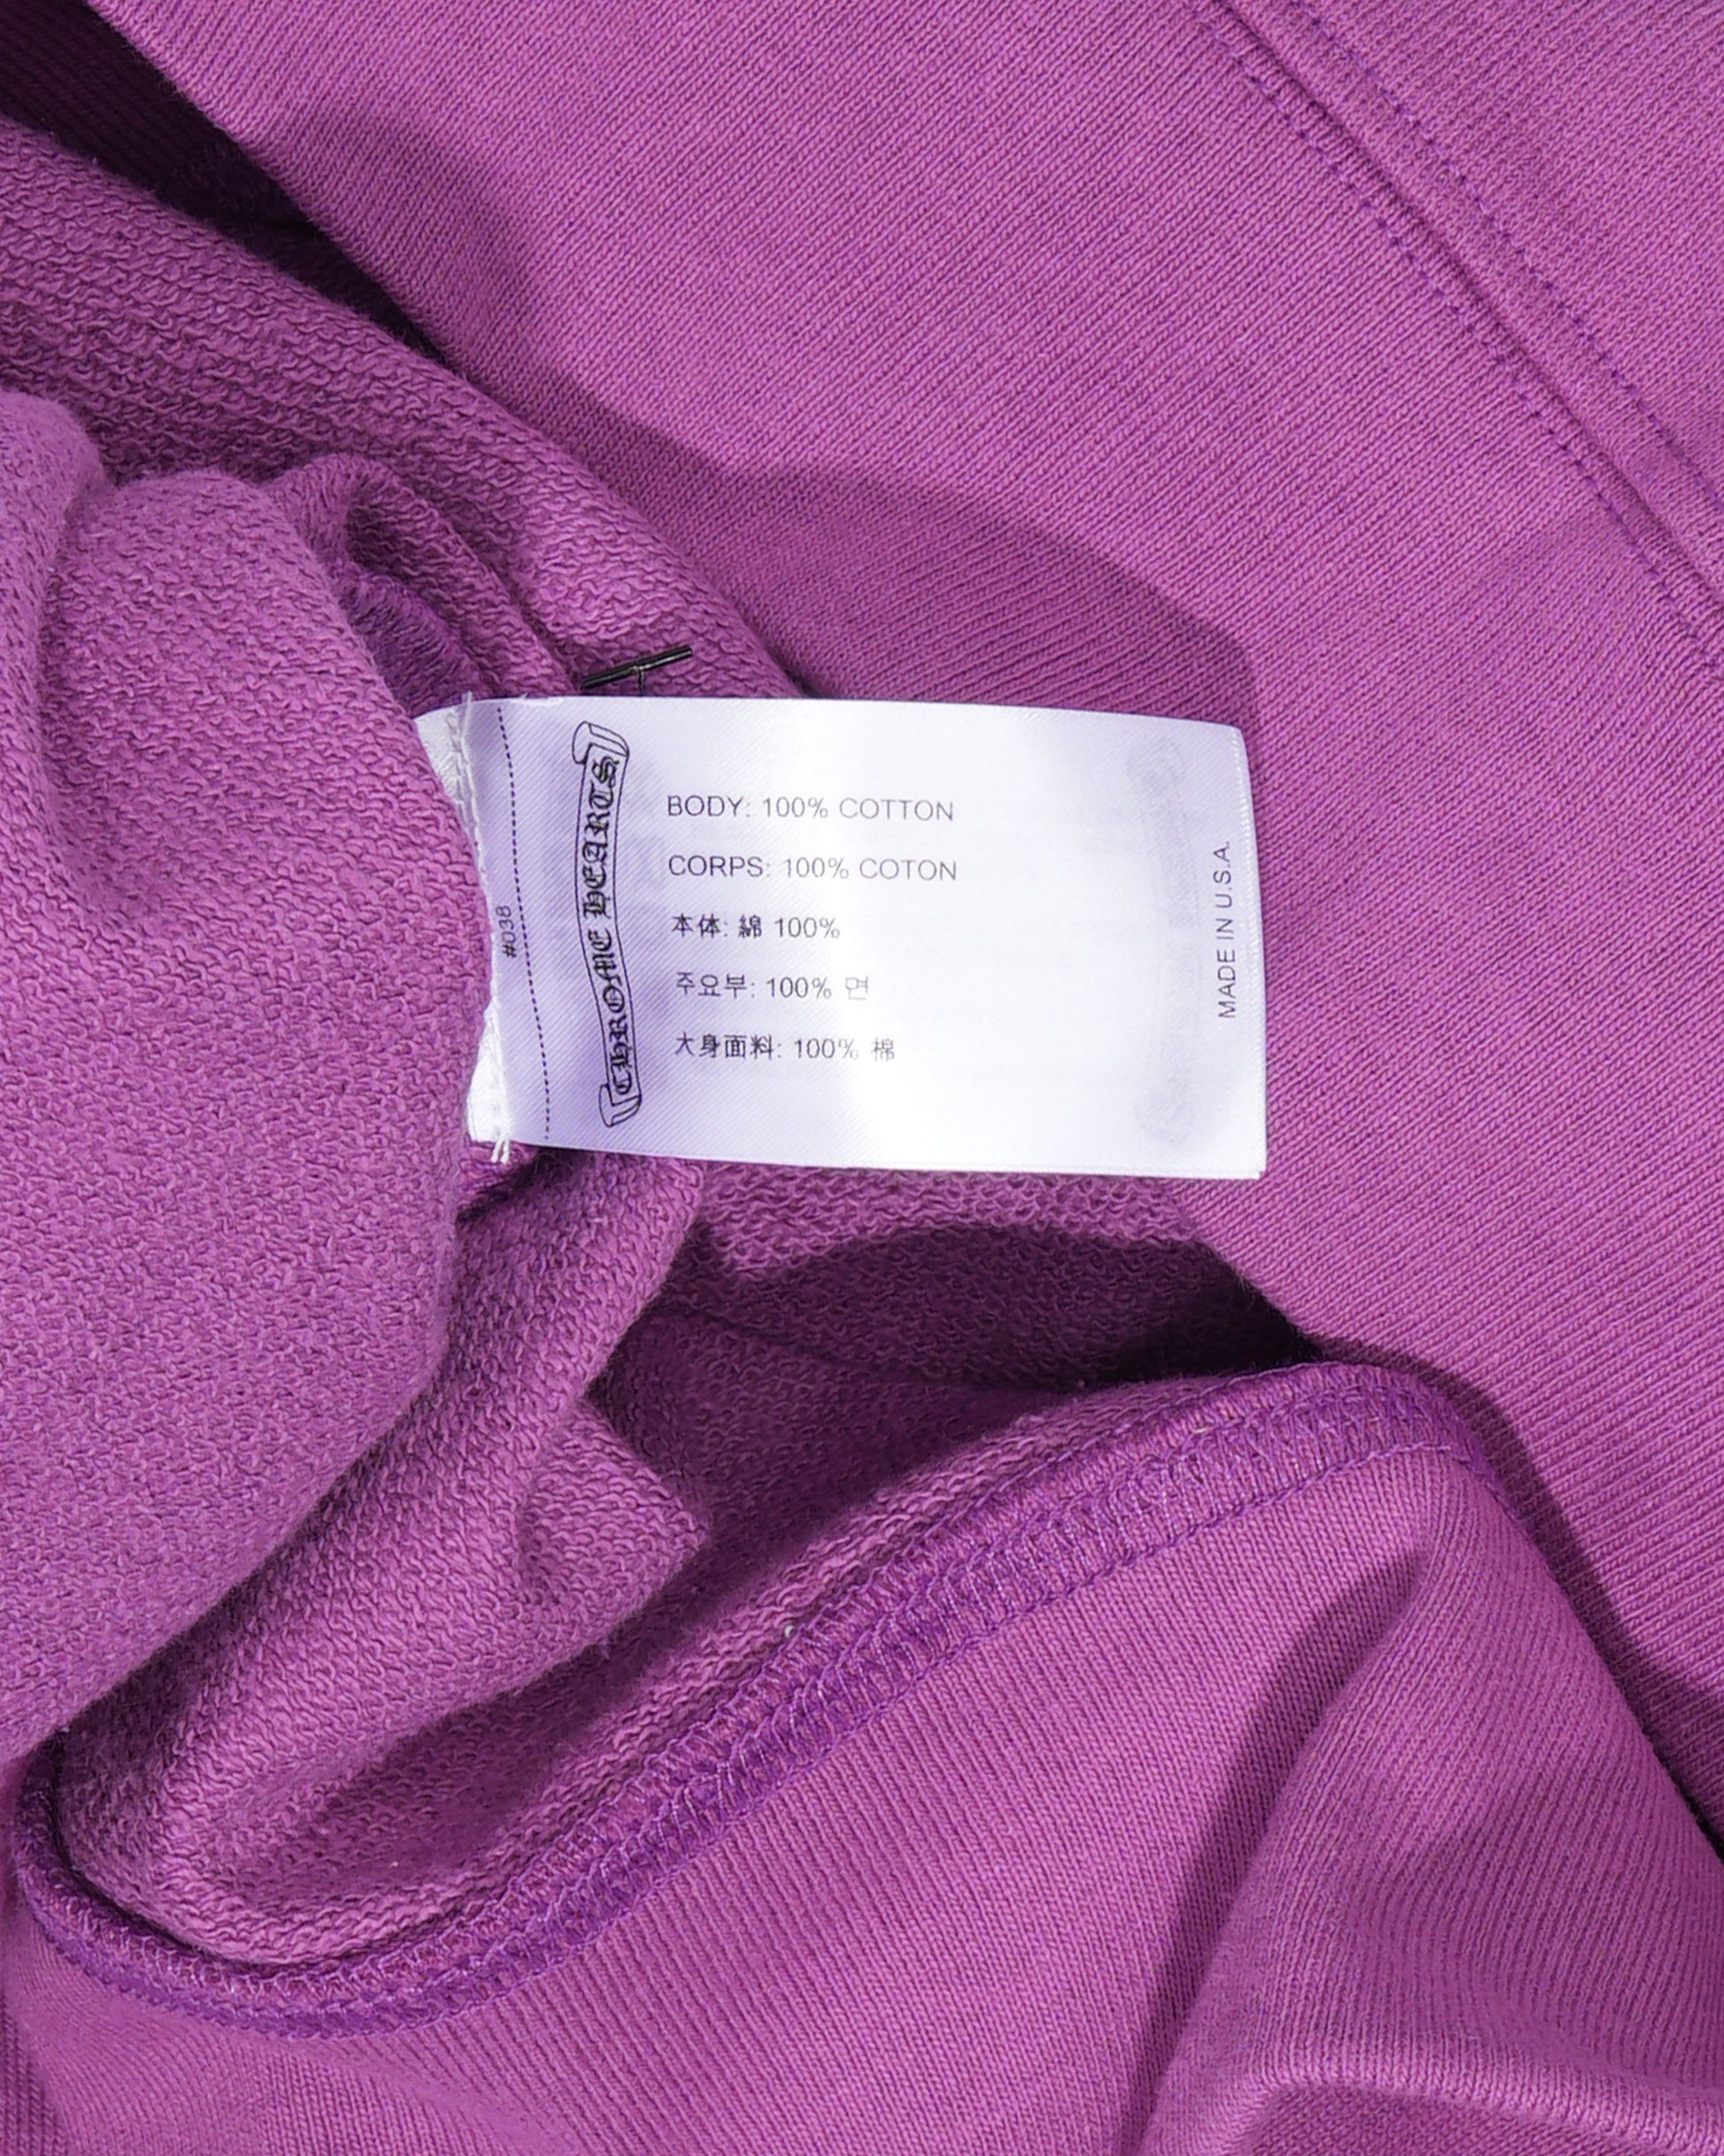 #038
CHROME HEARTS
BODY: 100% COTTON
CORPS: 100% COTON
本体: 綿 100%
주요부: 100% 면
大身面料: 100% 棉
MADE IN U.S.A.